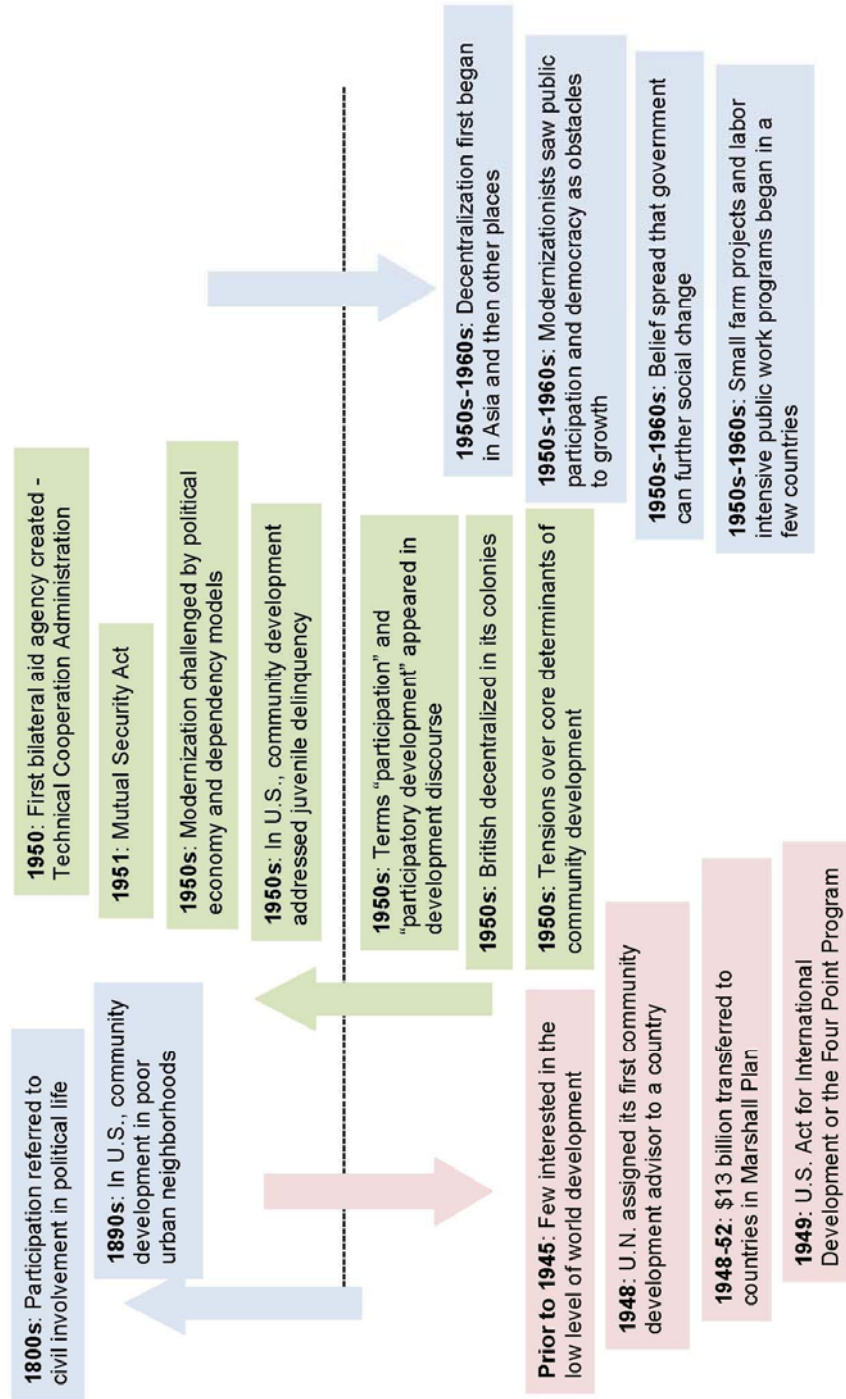 1800s: Participation referred to
civil involvement in political life
1890s: In U.S., community
development in poor
urban neighborhoods
Prior to 1945: Few interested in the
low level of world development
1948: U.N. assigned its first community
development advisor to a country
1948-52: $13 billion transferred to
countries in Marshall Plan
1949: U.S. Act for International
Development or the Four Point Program
1950: First bilateral aid agency created -
Technical Cooperation Administration
1951: Mutual Security Act
1950s: Modernization challenged by political
economy and dependency models
1950s: In U.S., community development
addressed juvenile delinquency
1950s: Terms “participation” and
“participatory development” appeared in
development discourse
1950s: British decentralized in its colonies
1950s: Tensions over core determinants of
community development
1950s-1960s: Decentralization first began
in Asia and then other places
1950s-1960s: Modernizationists saw public
participation and democracy as obstacles
to growth
1950s-1960s: Belief spread that government
can further social change
1950s-1960s: Small farm projects and labor
intensive public work programs began in a
few countries